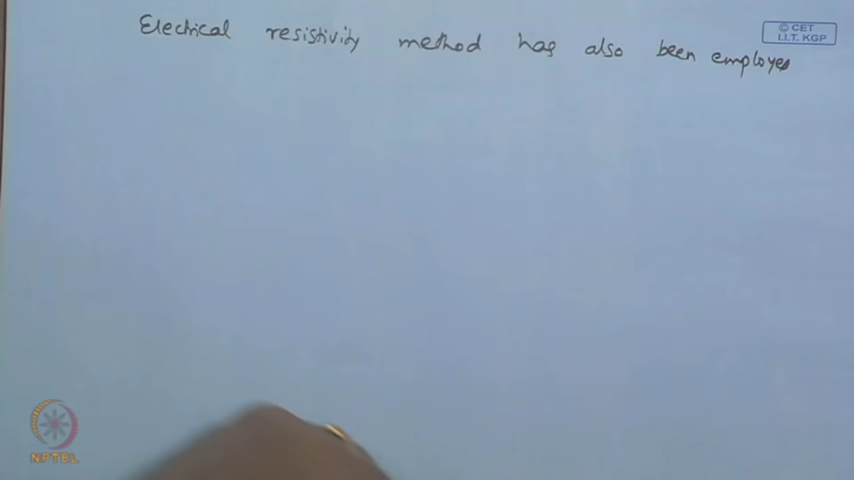 Electrical resistivity method has also been employed
© CET
I.I.T. KGP
NPTEL